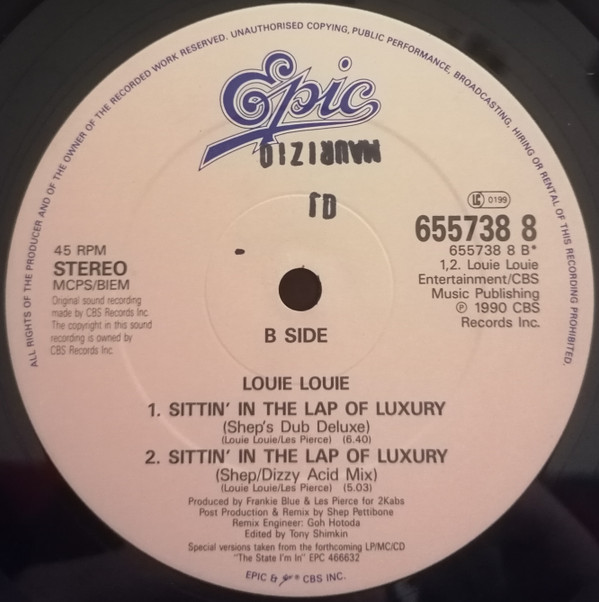 ALL RIGHTS OF THE PRODUCER AND OF THE OWNER OF THE RECORDED WORK RESERVED. UNAUTHORISED COPYING, PUBLIC PERFORMANCE, BROADCASTING, HIRING OR RENTAL OF THIS RECORDING PROHIBITED.
Epic
MAURIZIO
DJ
LC 0199
655738 8
655738 8 B*
1,2. Louie Louie
Entertainment/CBS
Music Publishing
℗ 1990 CBS
Records Inc.
45 RPM
STEREO
MCPS/BIEM
Original sound recording
made by CBS Records Inc.
The copyright in this sound
recording is owned by
CBS Records Inc.
B SIDE
LOUIE LOUIE
1. SITTIN' IN THE LAP OF LUXURY
(Shep's Dub Deluxe)
(Louie Louie/Les Pierce) (6.40)
2. SITTIN' IN THE LAP OF LUXURY
(Shep/Dizzy Acid Mix)
(Louie Louie/Les Pierce) (5.03)
Produced by Frankie Blue & Les Pierce for 2Kabs
Post Production & Remix by Shep Pettibone
Remix Engineer: Goh Hotoda
Edited by Tony Shimkin
Special versions taken from the forthcoming LP/MC/CD
"The State I'm In" EPC 466632
EPIC & * CBS INC.